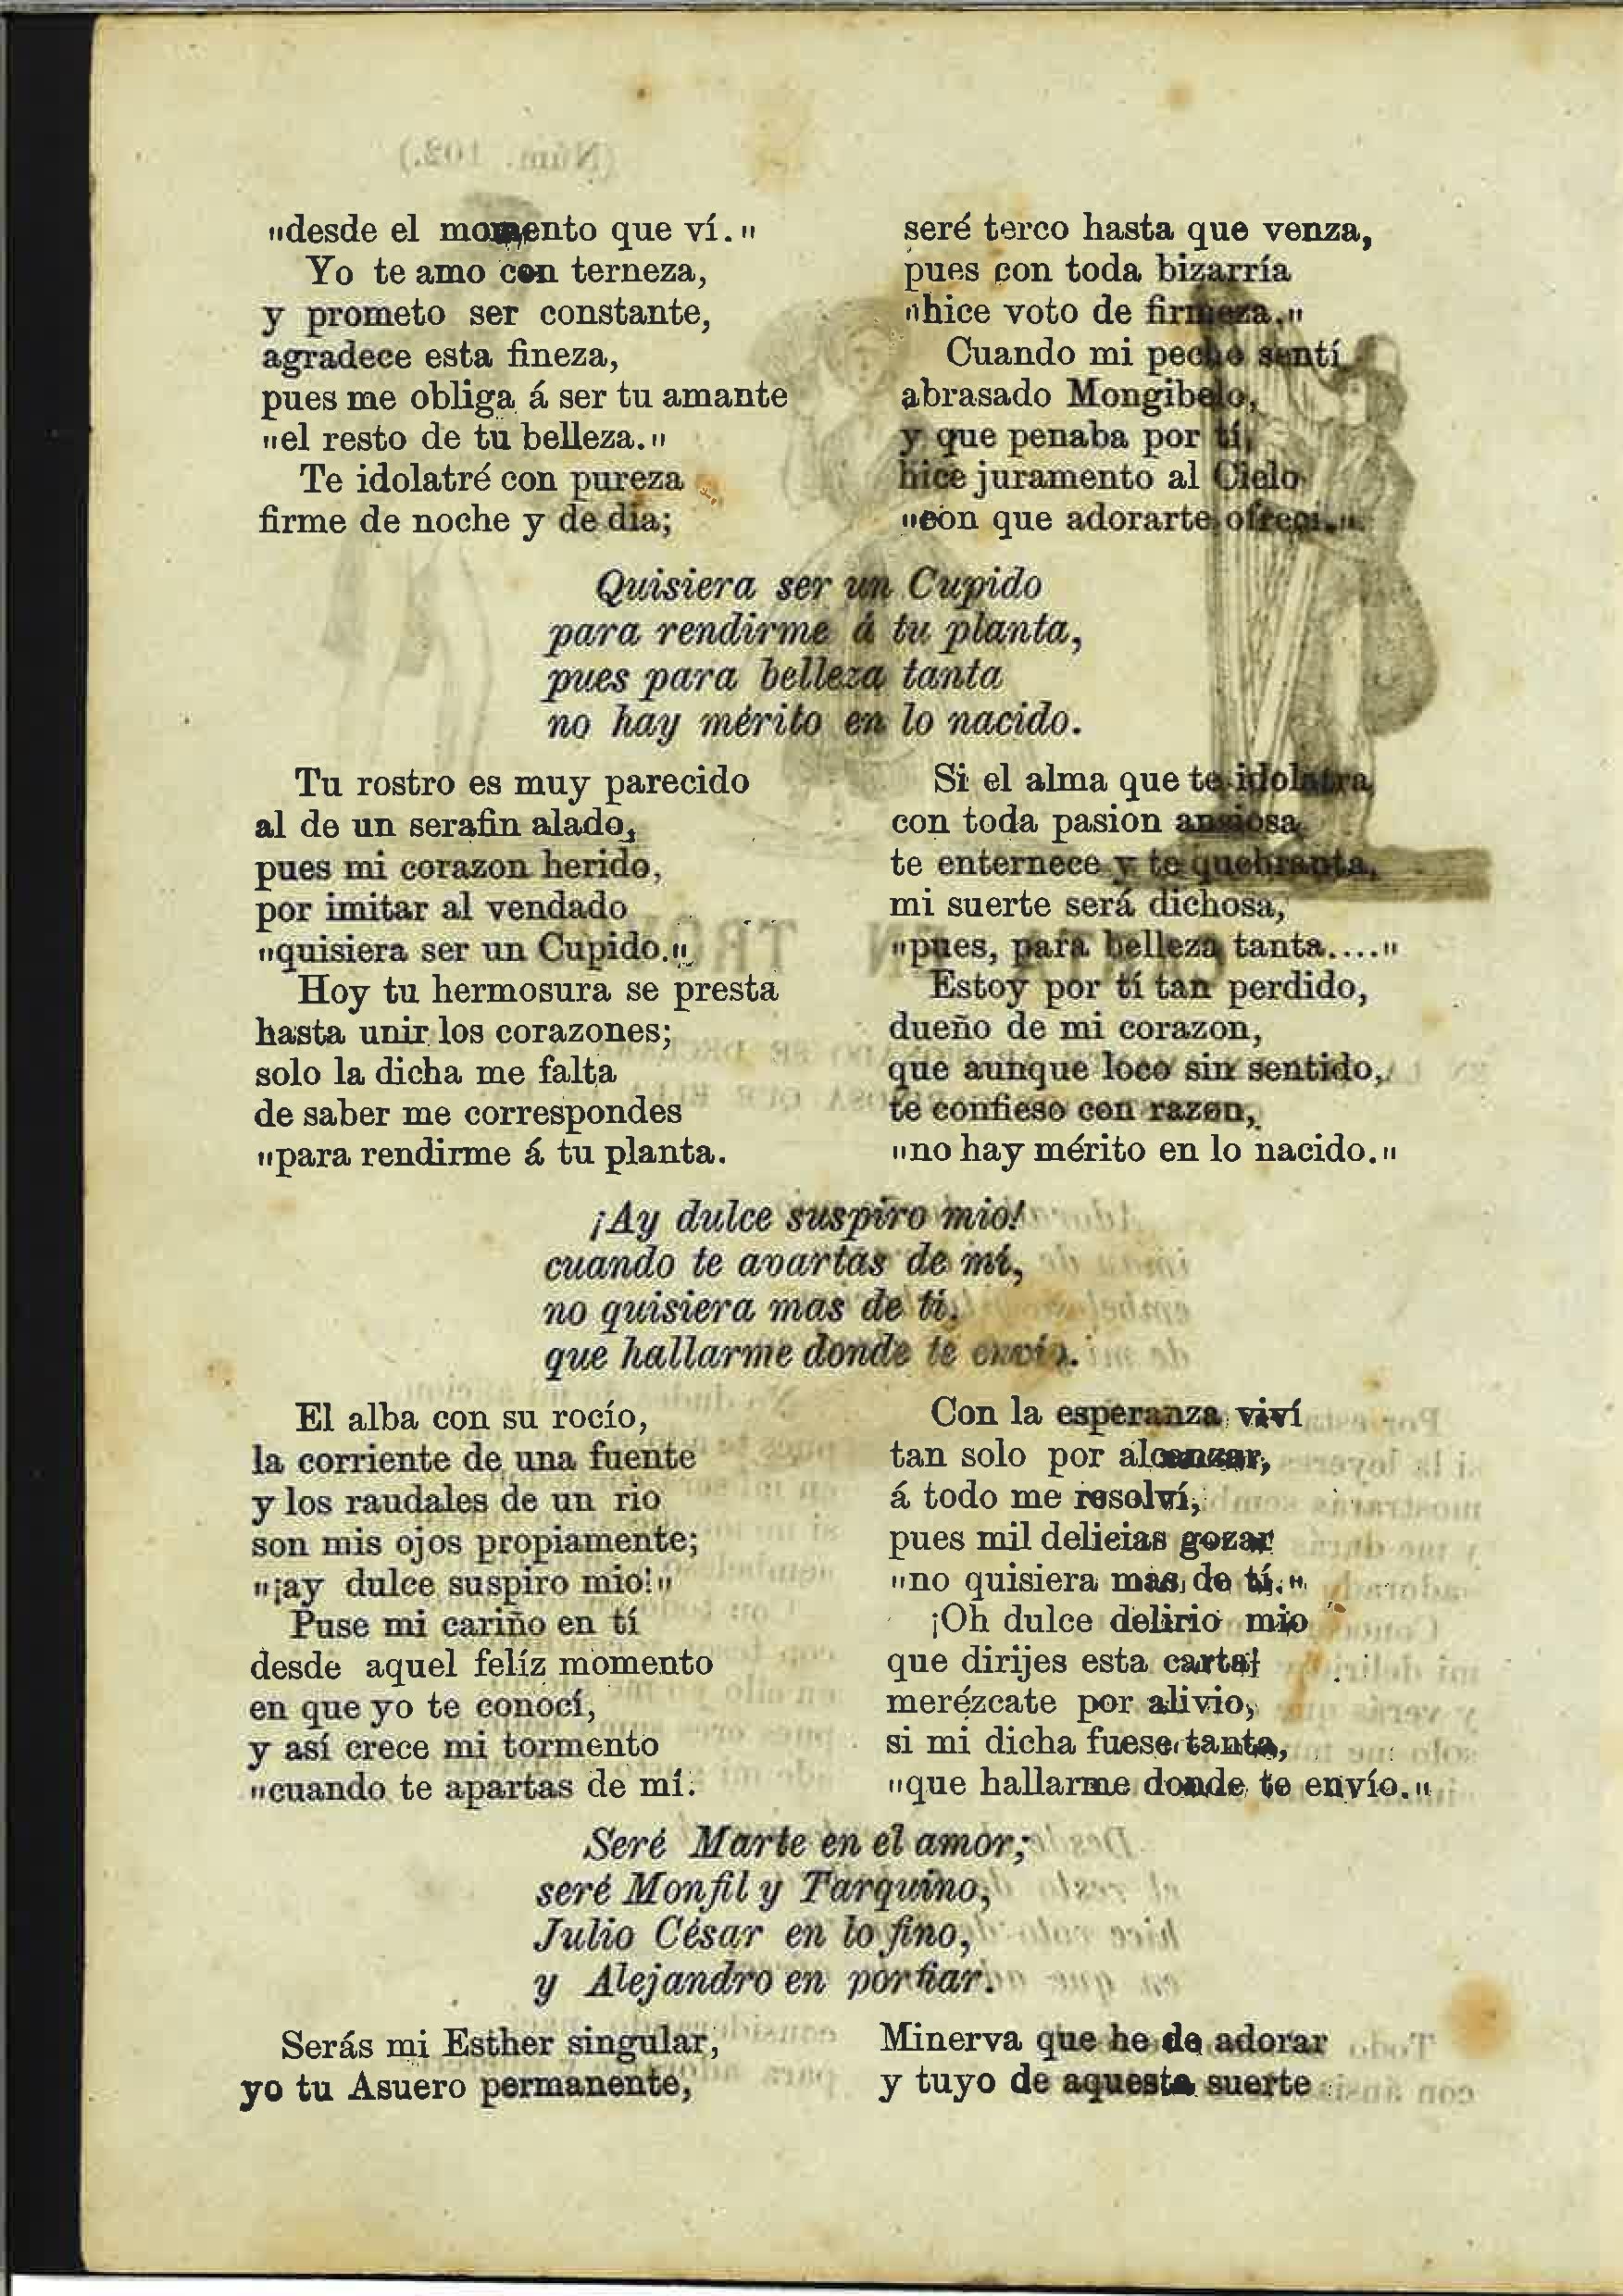 "desde el momento que ví."
Yo te amo con terneza,
y prometo ser constante,
agradece esta fineza,
pues me obliga á ser tu amante
"el resto de tu belleza."
Te idolatré con pureza
firme de noche y de dia;
seré terco hasta que venza,
pues con toda bizarría
"hice voto de firmeza."
Cuando mi pecho sentí
abrasado Mongibelo,
y que penaba por tí,
hice juramento al Cielo
"con que adorarte ofrecí."
Quisiera ser un Cupido
para rendirme á tu planta,
pues para belleza tanta
no hay mérito en lo nacido.
Tu rostro es muy parecido
al de un serafin alado,
pues mi corazon herido,
por imitar al vendado
"quisiera ser un Cupido."
Hoy tu hermosura se presta
hasta unir los corazones;
solo la dicha me falta
de saber me correspondes
"para rendirme á tu planta.
Si el alma que te idolatra
con toda pasion ansiosa
te enternece y te quebranta,
mi suerte será dichosa,
"pues, para belleza tanta...."
Estoy por tí tan perdido,
dueño de mi corazon,
que aunque loco sin sentido,
te confieso con razon,
"no hay mérito en lo nacido."
¡Ay dulce suspiro mio!
cuando te apartas de mí,
no quisiera mas de tí,
que hallarme donde te envío.
El alba con su rocío,
la corriente de una fuente
y los raudales de un rio
son mis ojos propiamente;
"¡ay dulce suspiro mio!"
Puse mi cariño en tí
desde aquel felíz momento
en que yo te conocí,
y así crece mi tormento
"cuando te apartas de mí.
Con la esperanza viví
tan solo por alcanzar,
á todo me resolví,
pues mil delicias gozar
"no quisiera mas de tí."
¡Oh dulce delirio mio
que dirijes esta carta!
merézcate por alivio,
si mi dicha fuese tanta,
"que hallarme donde te envío."
Seré Marte en el amor;
seré Monfil y Tarquino,
Julio César en lo fino,
y Alejandro en porfiar.
Serás mi Esther singular,
yo tu Asuero permanente,
Minerva que he de adorar
y tuyo de aquesta suerte